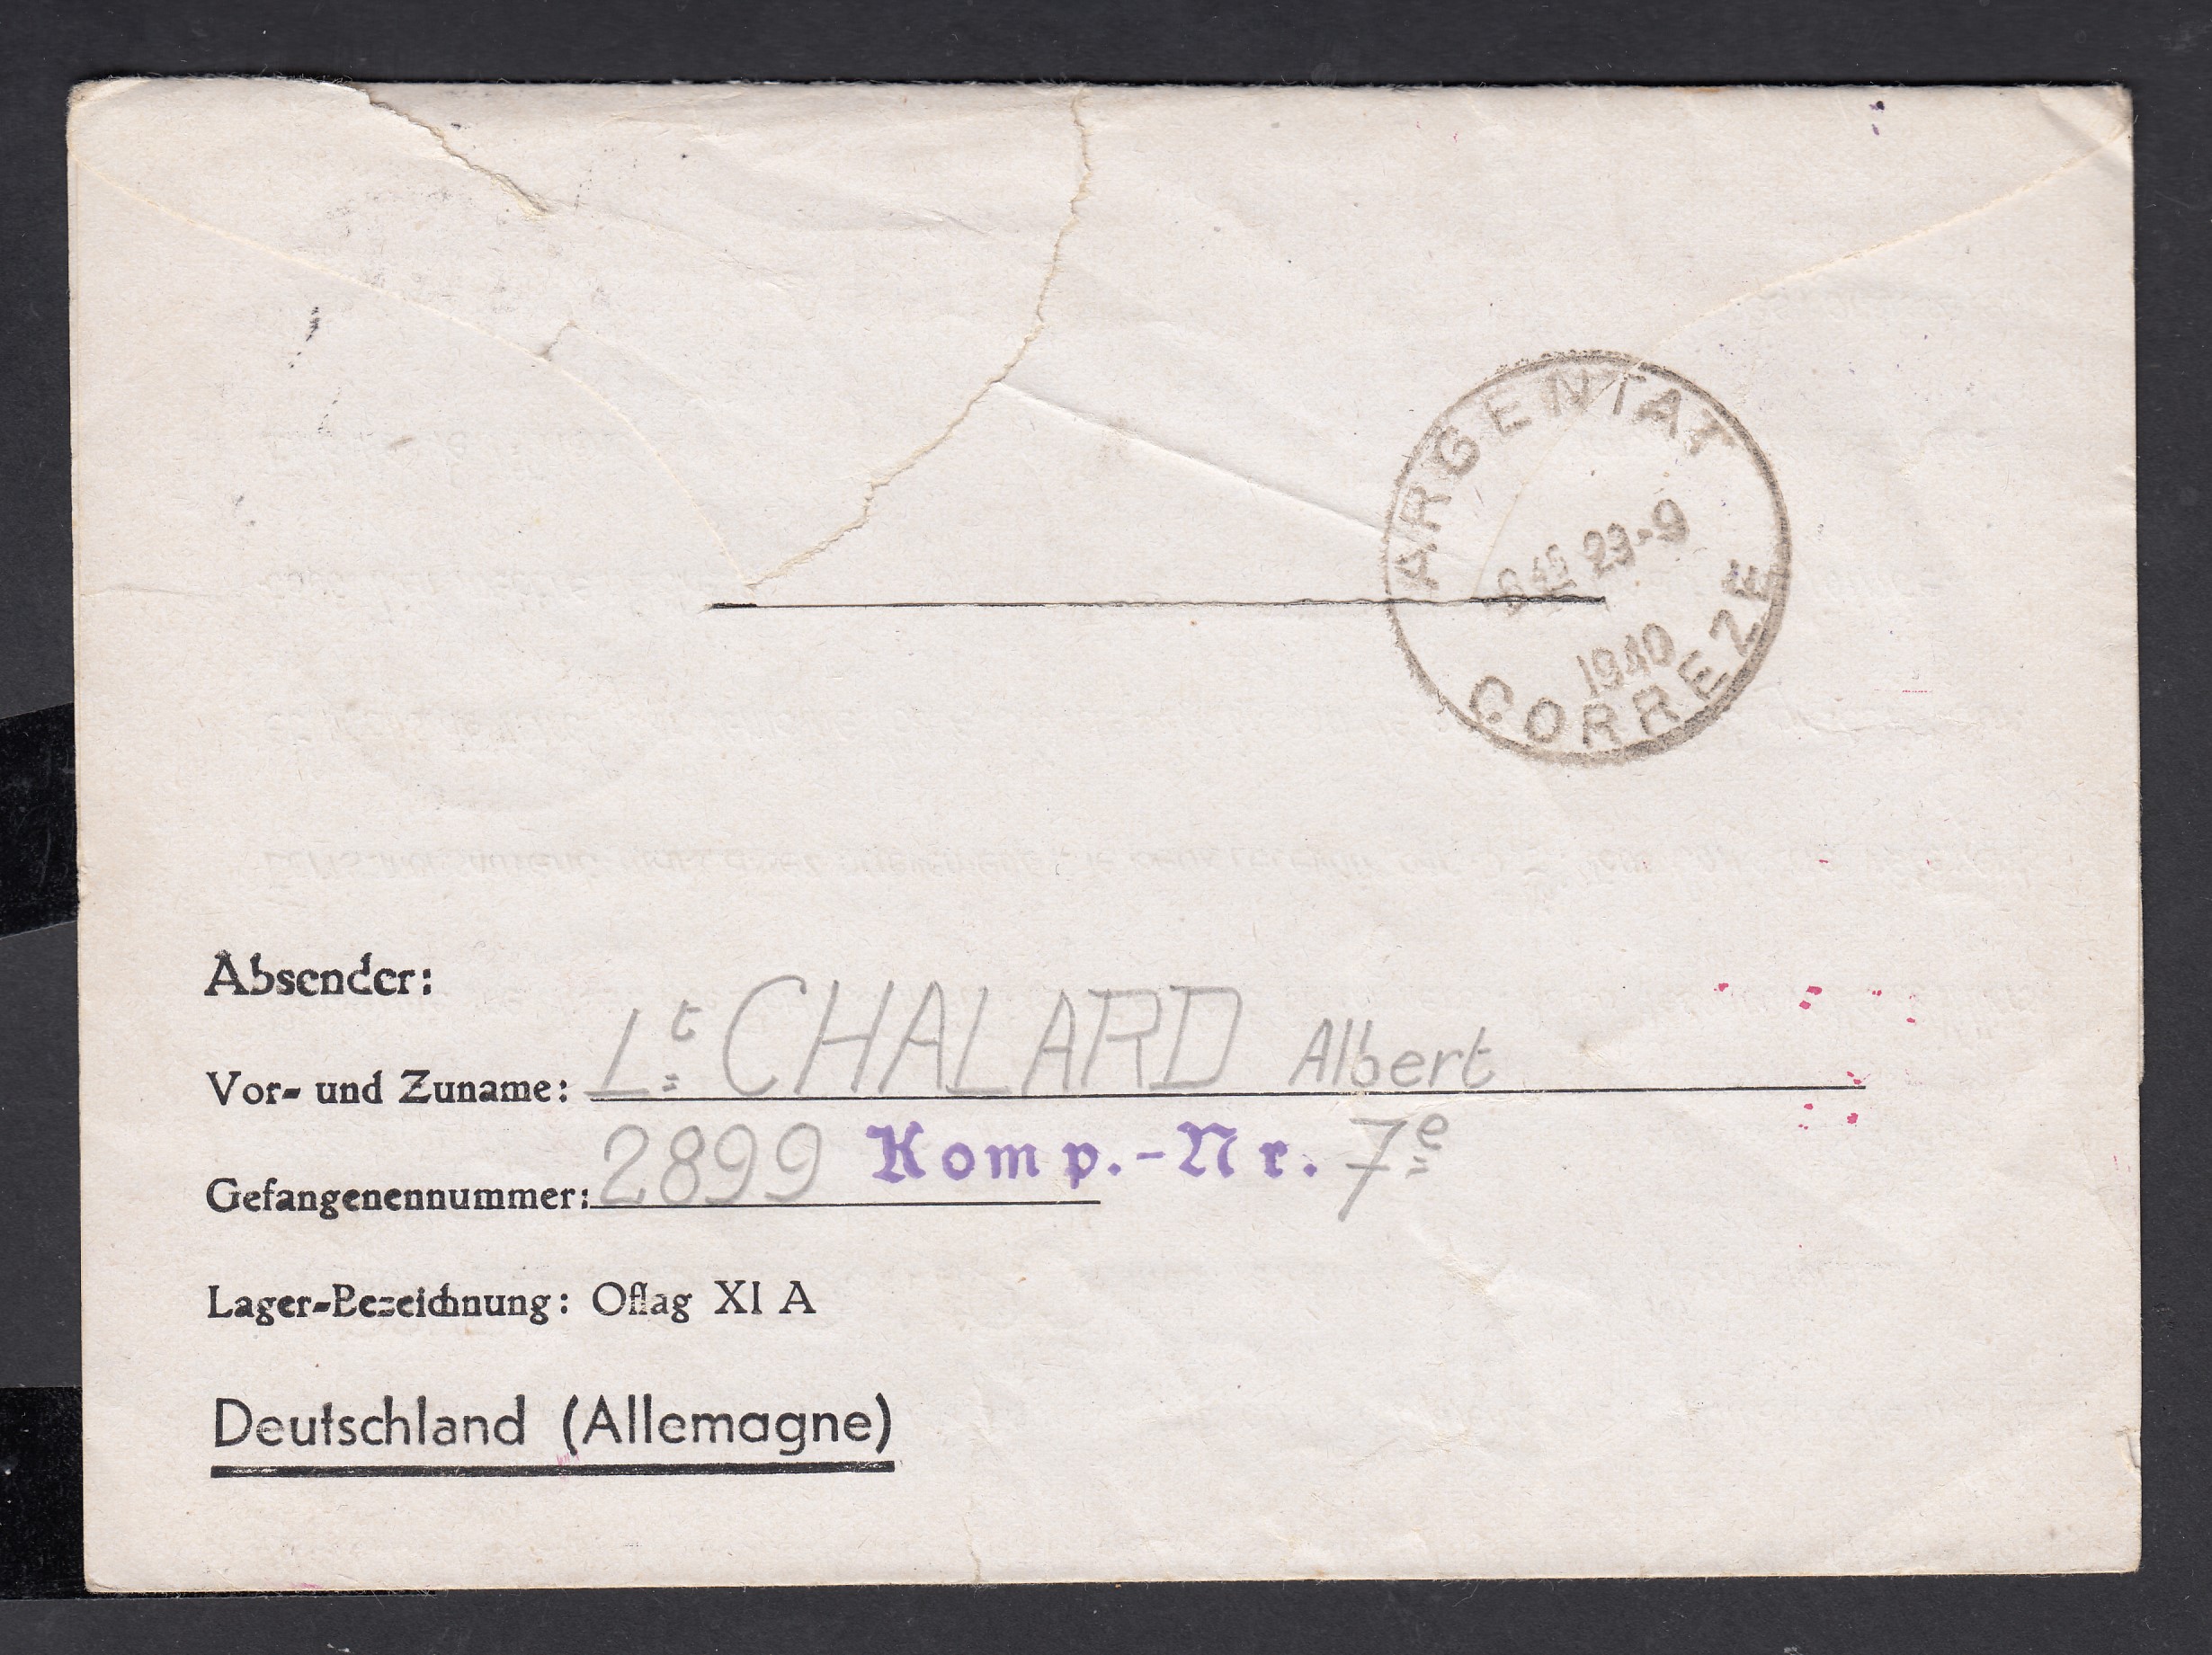 ARGENTAT
23-9
1940
CORREZE
Absender:
Vor- und Zuname: Lt CHALARD Albert
Gefangenennummer: 2899 Komp.-Nr. 7e
Lager-Bezeichnung: Oflag XI A
Deutschland (Allemagne)